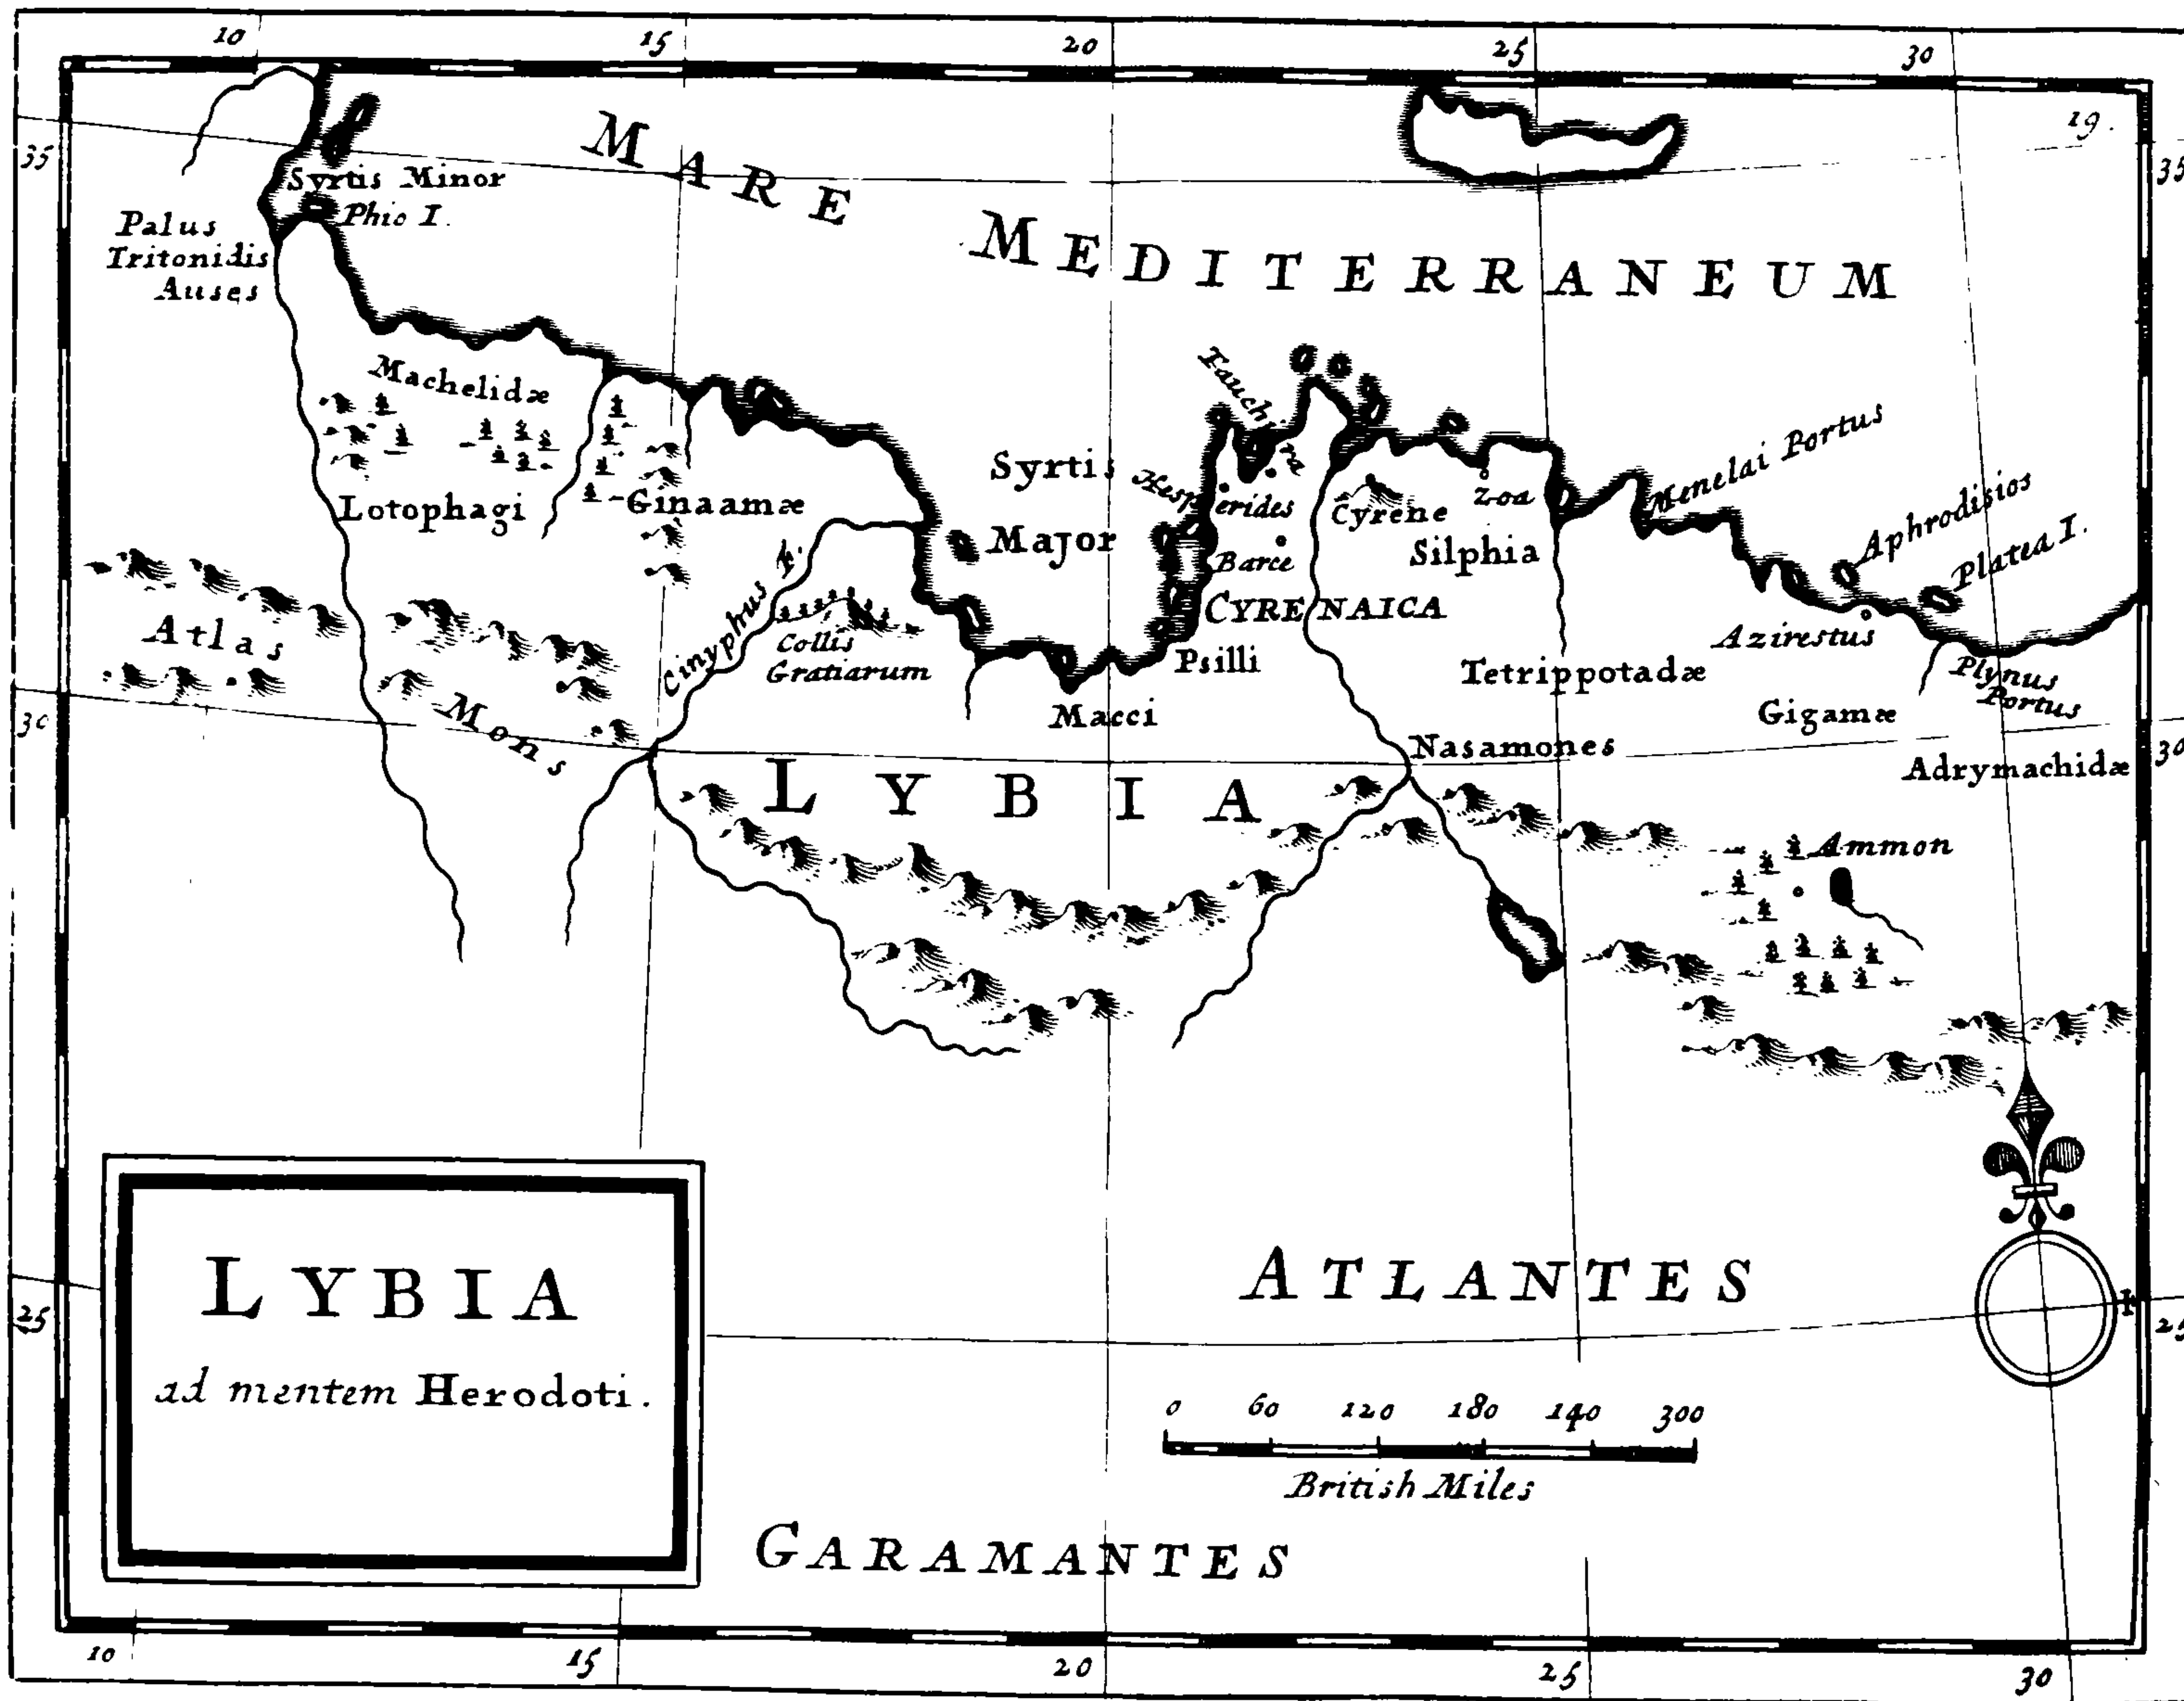 10 15 20 25 30
19.
35 35
MARE MEDITERRANEUM
Syrtis Minor
Phio I.
Palus
Tritonidis
Auses
Machelidæ
Lotophagi
Ginaamæ
Syrtis
Major
Tauchira
Hesperides
Barce
Cyrene
Zoa
Silphia
CYRENAICA
Menelai Portus
Aphrodisios
Platea I.
Azirestus
Plynus
Portus
Atlas
Mons
Cinyphus F.
Collis
Gratiarum
Psilli
Macci
Tetrippotadæ
Gigamæ
Nasamones
Adrymachidæ
30 30
LYBIA
Ammon
ATLANTES
25 25
LYBIA
ad mentem Herodoti.
0 60 120 180 140 300
British Miles
GARAMANTES
10 15 20 25 30